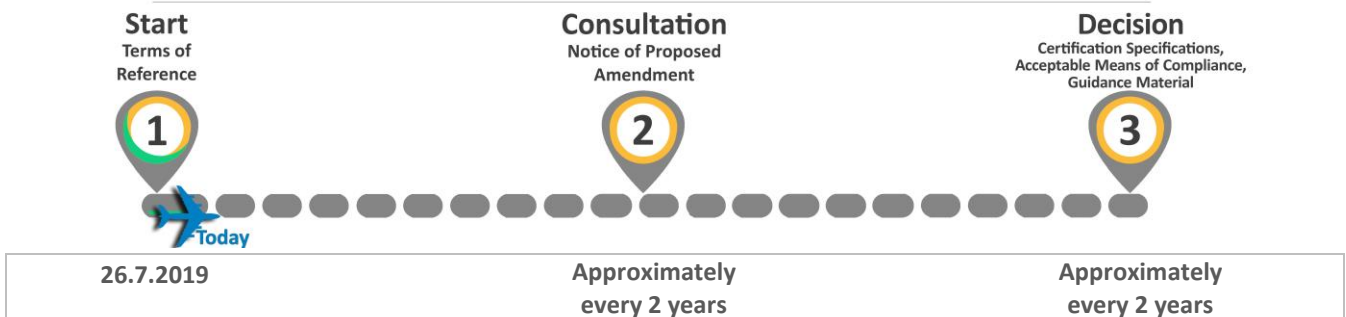 Start
Terms of
Reference
1
Consultation
Notice of Proposed
Amendment
2
Decision
Certification Specifications,
Acceptable Means of Compliance,
Guidance Material
3
Today
26.7.2019
Approximately
every 2 years
Approximately
every 2 years